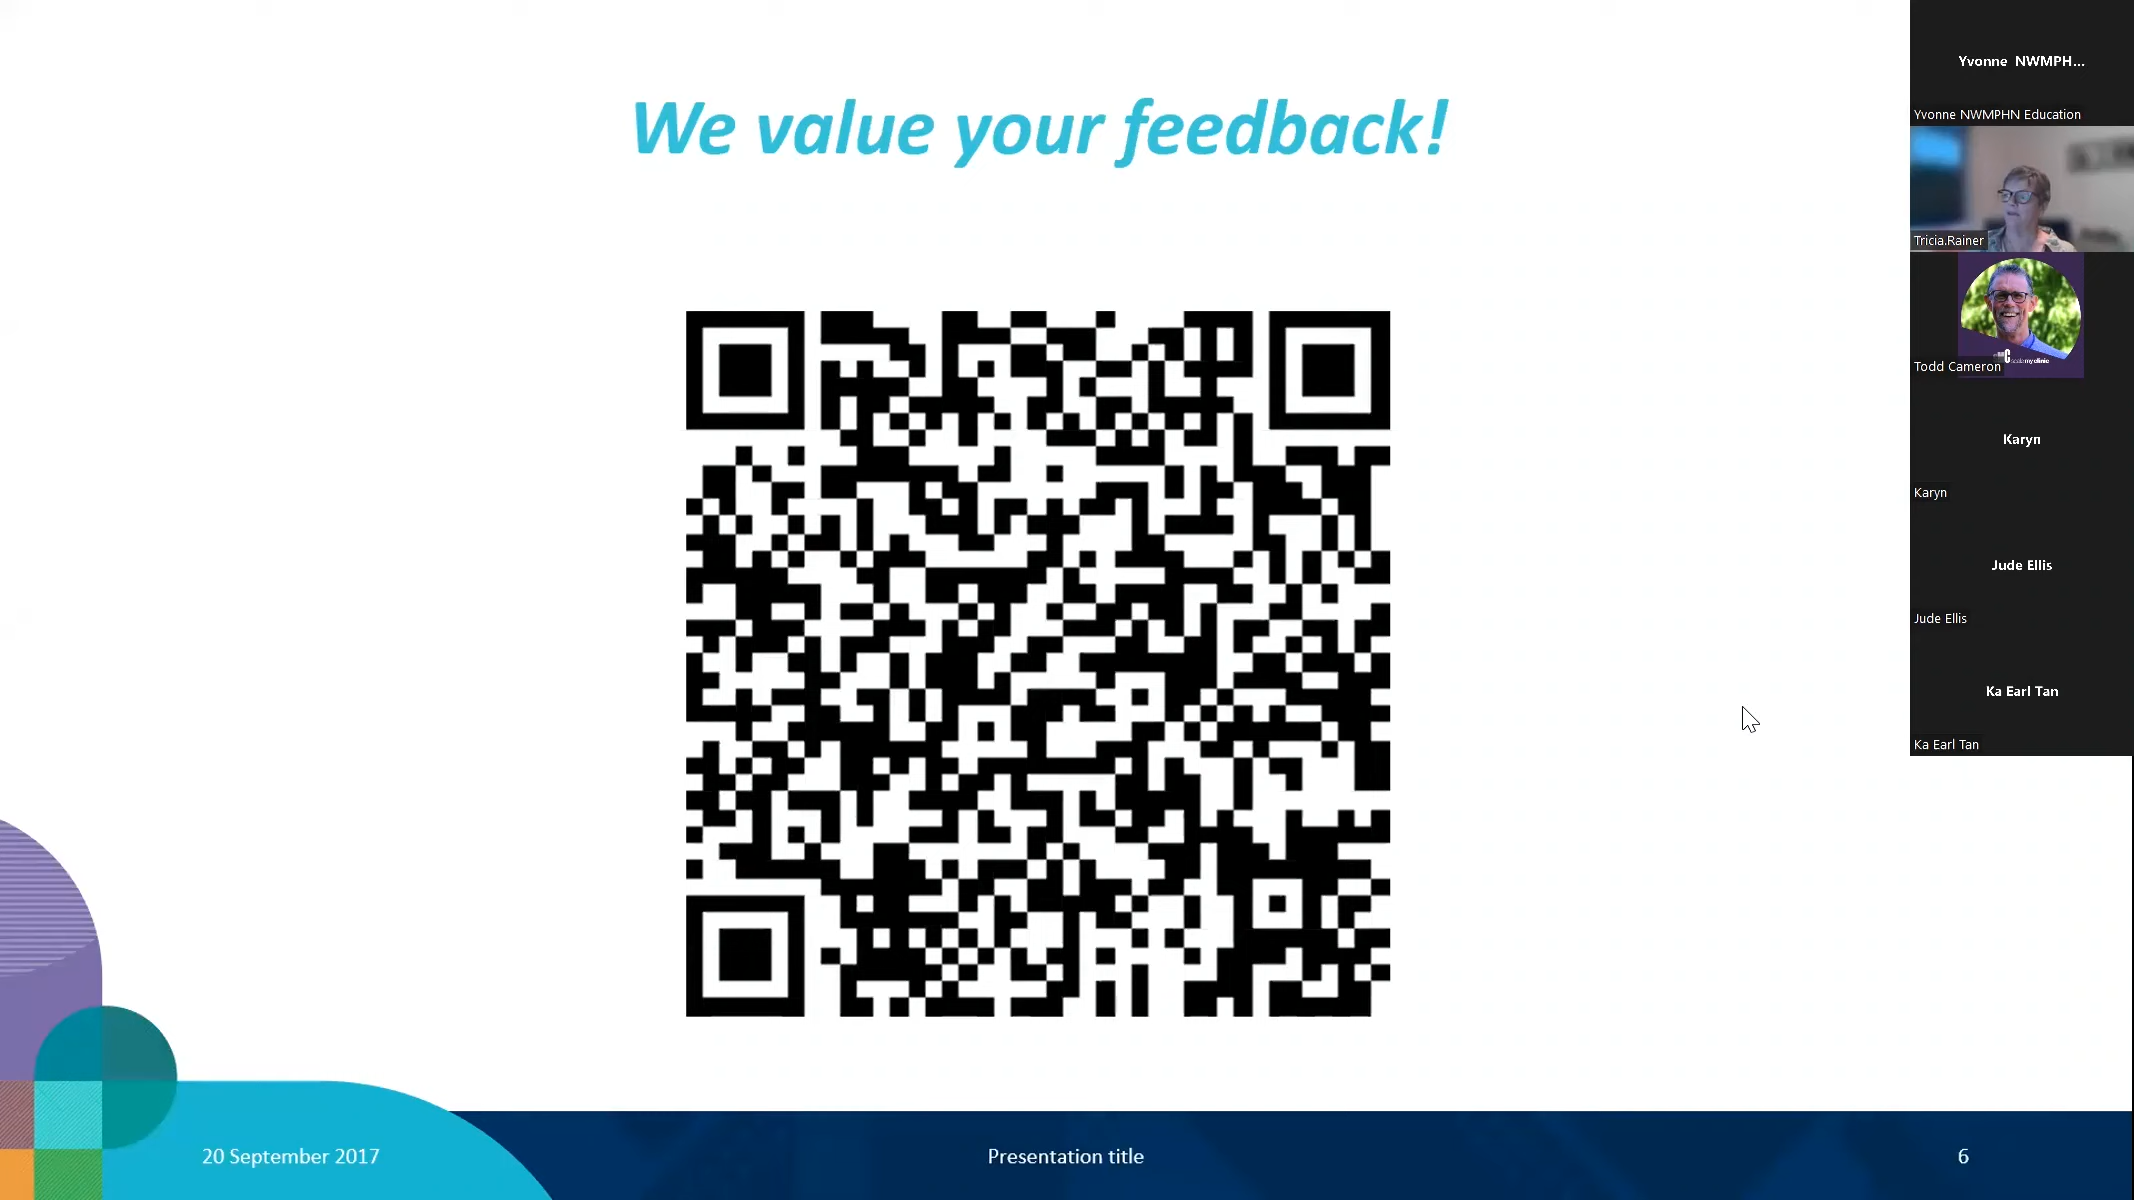 We value your feedback!
Yvonne NWMPH...
Yvonne NWMPHN Education
Tricia.Rainer
scalemyclinic
Todd Cameron
Karyn
Karyn
Jude Ellis
Jude Ellis
Ka Earl Tan
Ka Earl Tan
20 September 2017
Presentation title
6